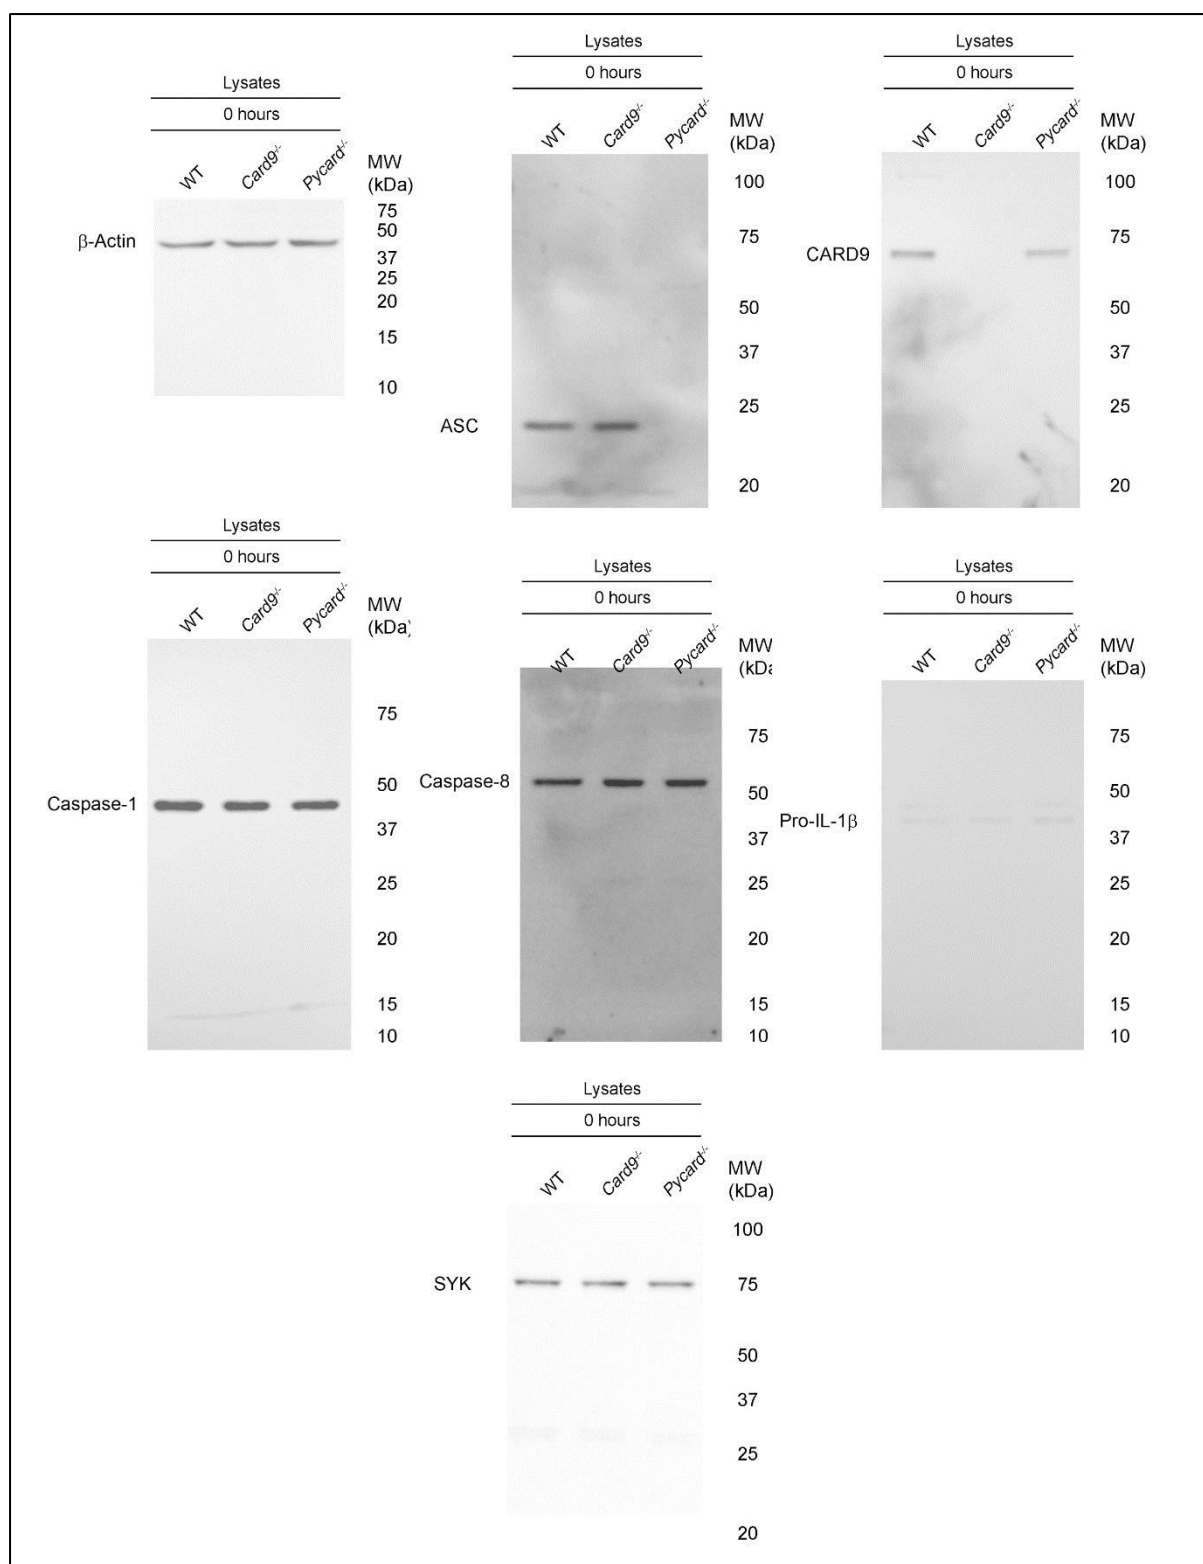 Lysates
0 hours
WT Card9-/- Pycard-/-
MW
(kDa)
β-Actin
75
50
37
25
20
15
10
Lysates
0 hours
WT Card9-/- Pycard-/-
MW
(kDa)
100
75
50
37
25
20
ASC
Lysates
0 hours
WT Card9-/- Pycard-/-
MW
(kDa)
100
75
50
37
25
20
CARD9
Lysates
0 hours
WT Card9-/- Pycard-/-
MW
(kDa)
75
50
37
25
20
15
10
Caspase-1
Lysates
0 hours
WT Card9-/- Pycard-/-
MW
(kDa
75
50
37
25
20
15
10
Caspase-8
Lysates
0 hours
WT Card9-/- Pycard-/-
MW
(kDa)
75
50
37
25
20
15
10
Pro-IL-1β
Lysates
0 hours
WT Card9-/- Pycard-/-
MW
(kDa)
100
75
50
37
25
20
SYK